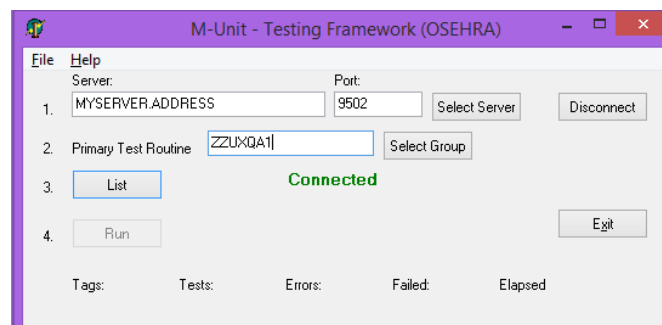 M-Unit - Testing Framework (OSEHRA)
File Help
Server: Port:
1. MYSERVER.ADDRESS 9502 Select Server Disconnect
2. Primary Test Routine ZZUXQA1 Select Group
3. List Connected
Exit
4. Run
Tags: Tests: Errors: Failed: Elapsed